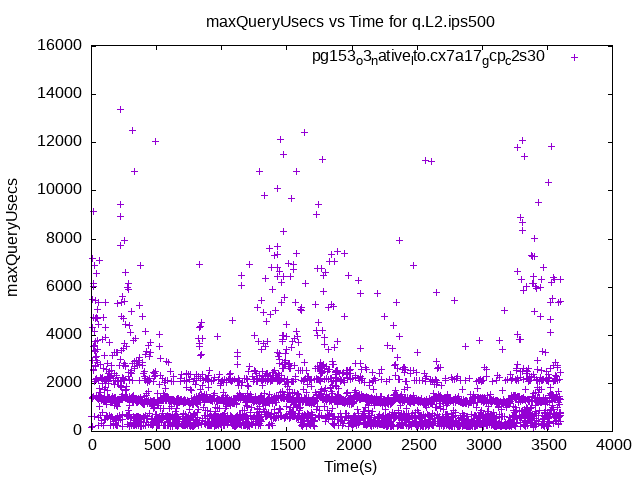 maxQueryUsecs vs Time for q.L2.ips500
pg153_o3_native_lto.cx7a17_gcp_c2s30
16000
14000
12000
10000
8000
6000
4000
2000
0
maxQueryUsecs
0 500 1000 1500 2000 2500 3000 3500 4000
Time(s)